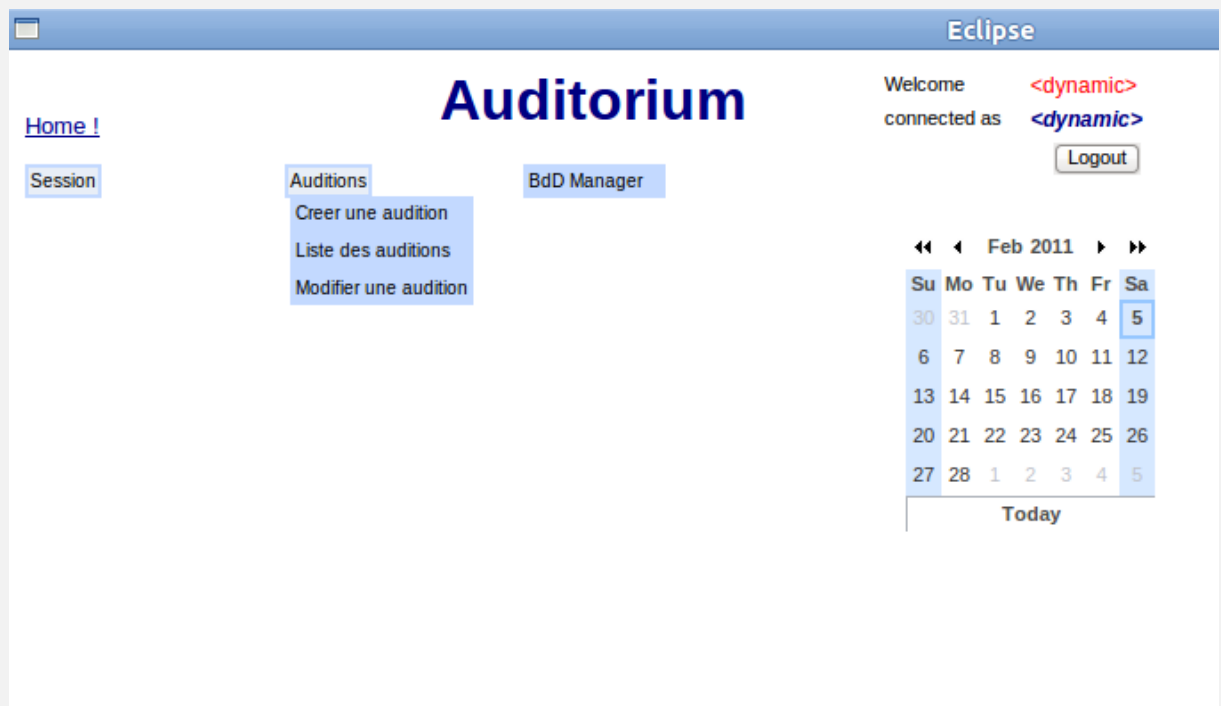 Eclipse
Auditorium
Welcome <dynamic>
connected as <dynamic>
Home !
Logout
Session Auditions BdD Manager
Creer une audition
Liste des auditions
Modifier une audition
Feb 2011
Su Mo Tu We Th Fr Sa
30 31 1 2 3 4 5
6 7 8 9 10 11 12
13 14 15 16 17 18 19
20 21 22 23 24 25 26
27 28 1 2 3 4 5
Today